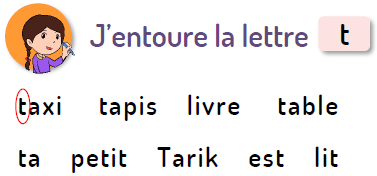 J'entoure la lettre t
taxi tapis livre table
ta petit Tarik est lit